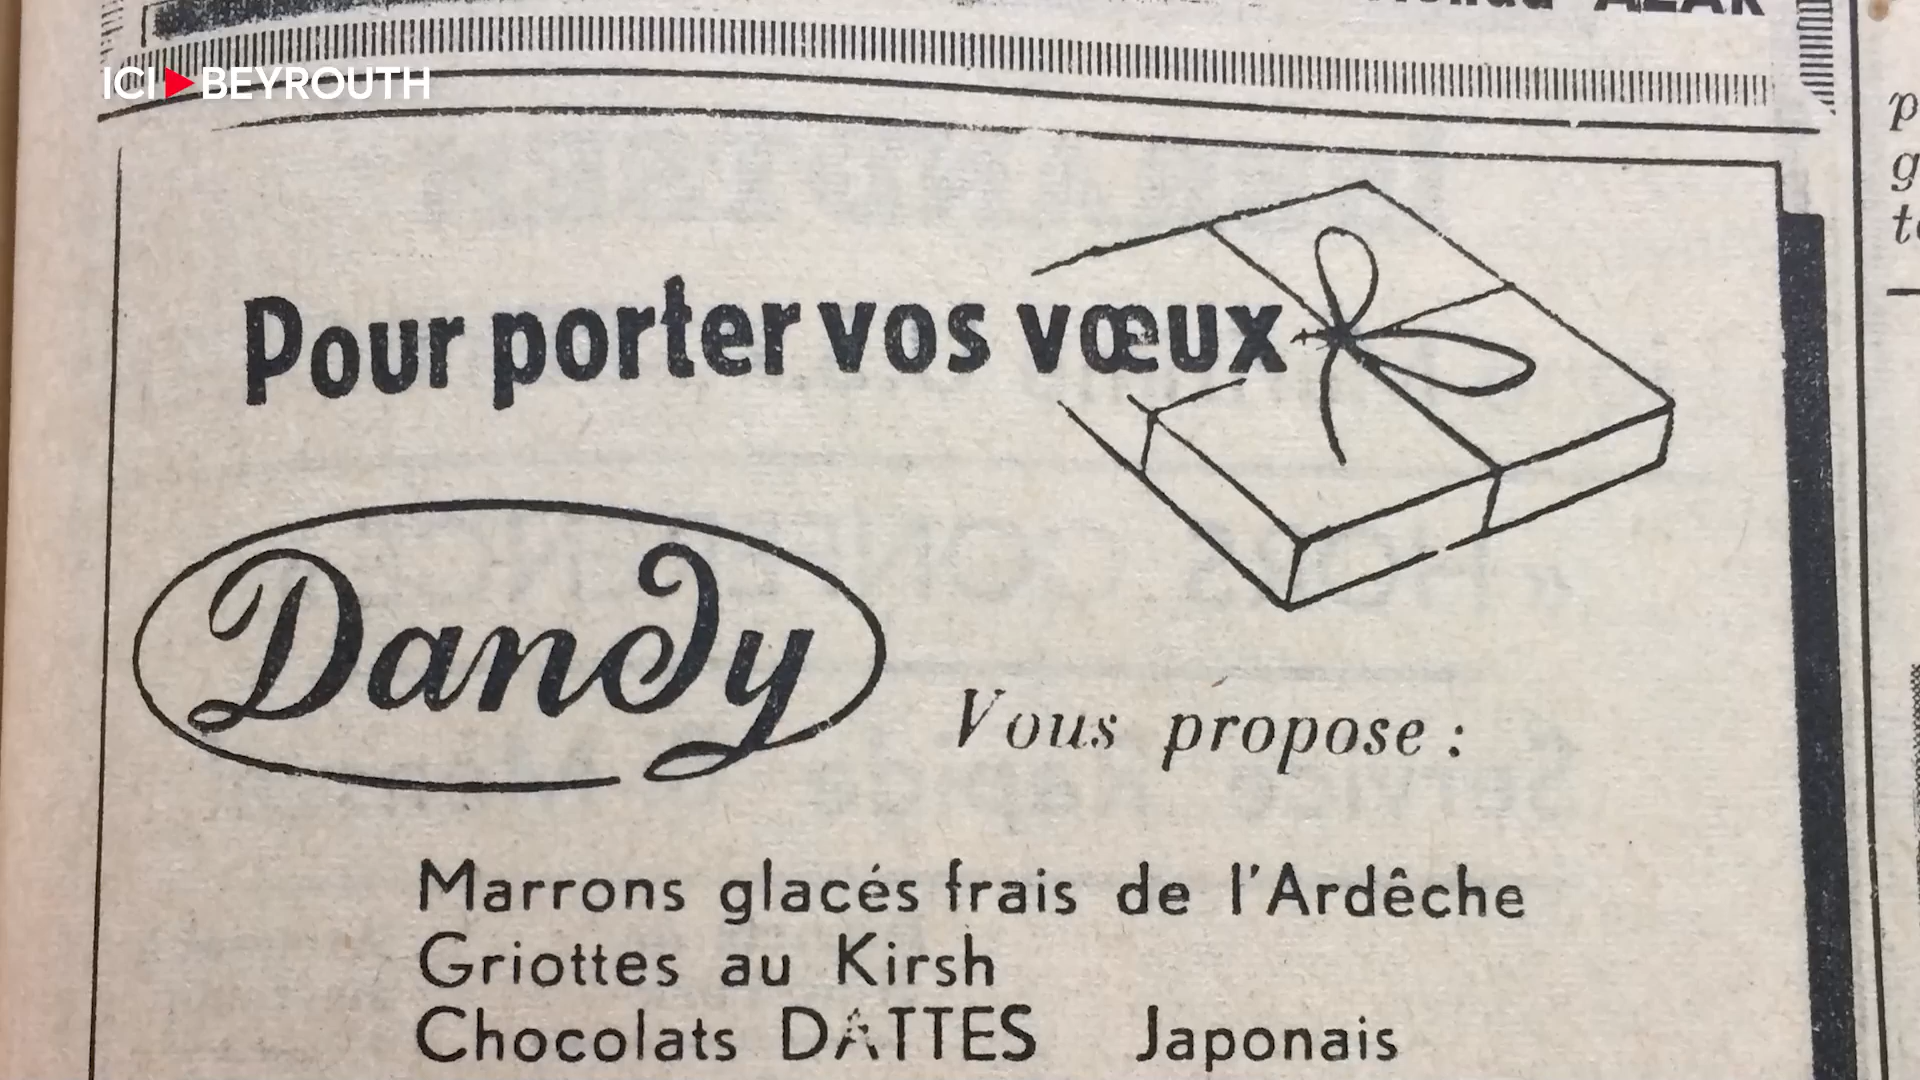 AZAR
ICI BEYROUTH
Pour porter vos vœux
Dandy
Vous propose :
Marrons glacés frais de l'Ardêche
Griottes au Kirsh
Chocolats DATTES Japonais